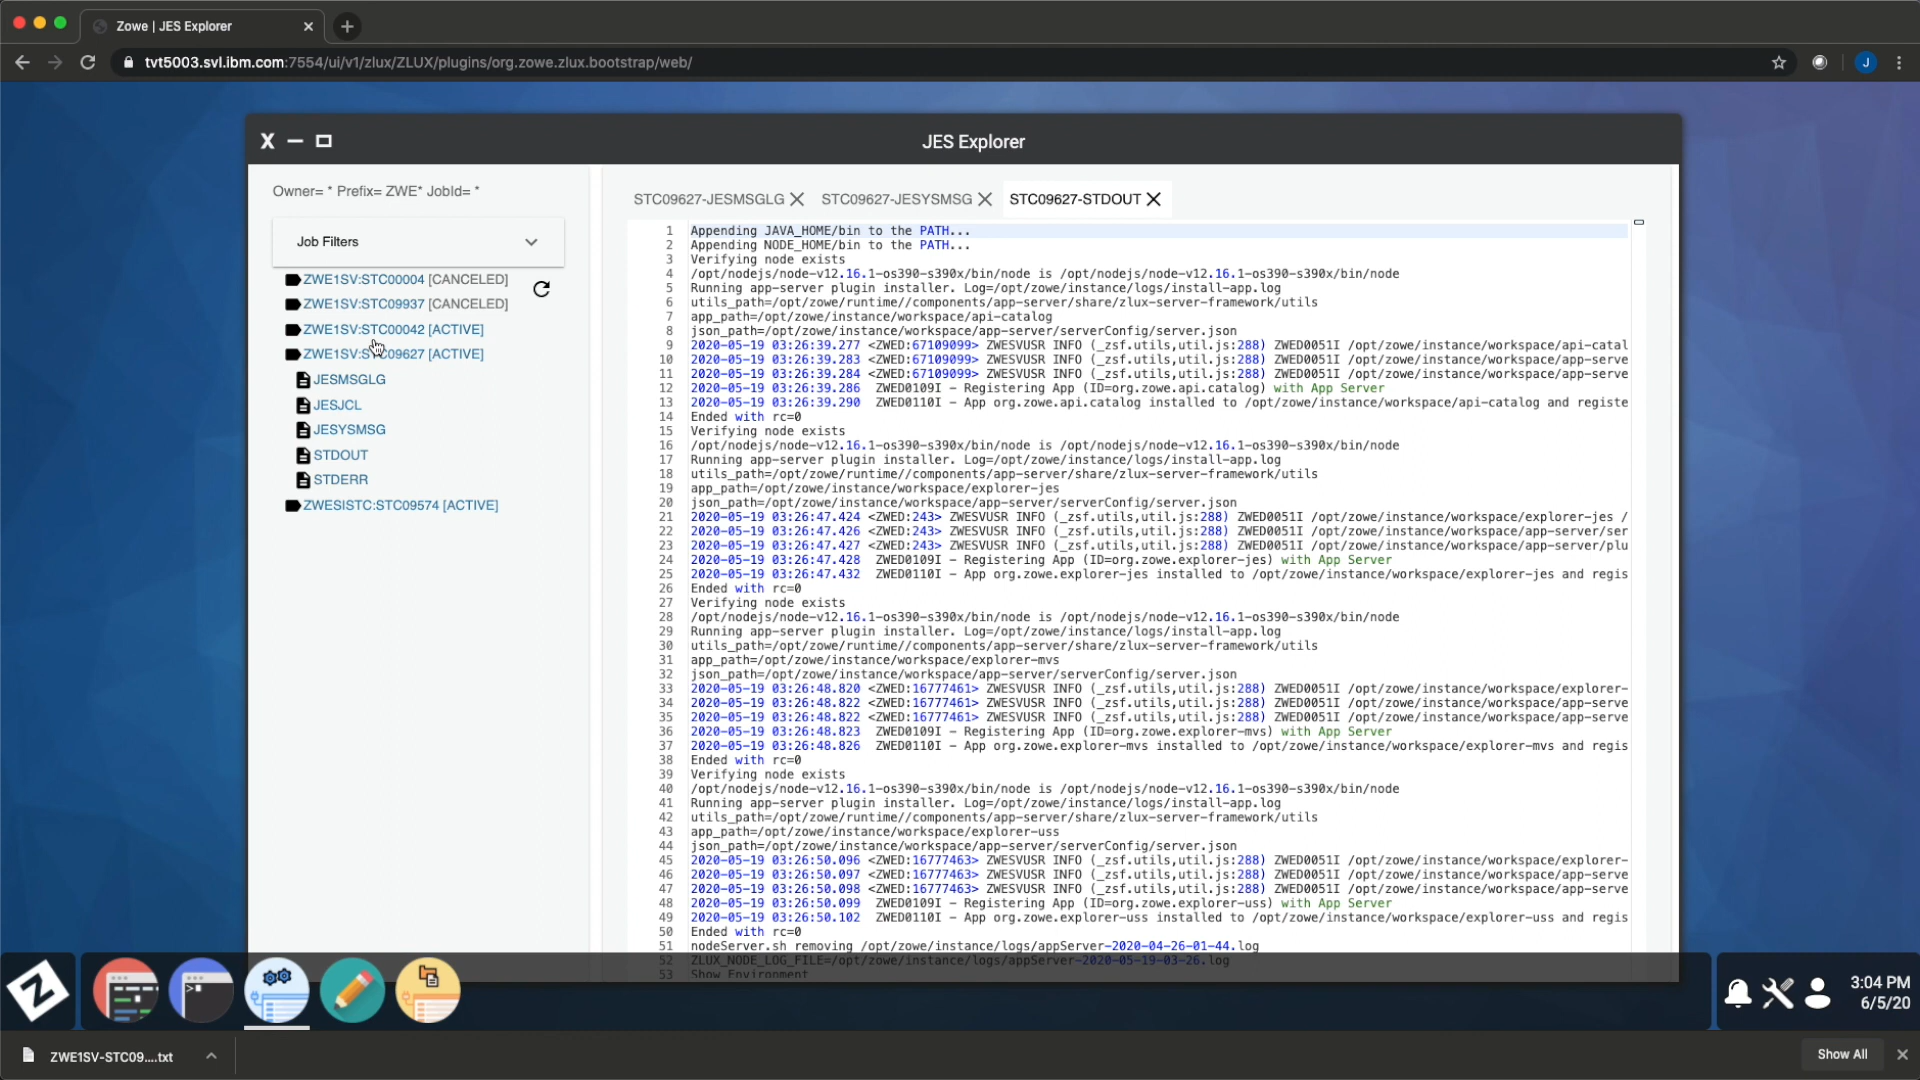 Zowe | JES Explorer
tvt5003.svl.ibm.com:7554/ui/v1/zlux/ZLUX/plugins/org.zowe.zlux.bootstrap/web/
J
X
JES Explorer
Owner= * Prefix= ZWE* JobId= *
Job Filters
ZWE1SV:STC00004 [CANCELED]
ZWE1SV:STC09937 [CANCELED]
ZWE1SV:STC00042 [ACTIVE]
ZWE1SV:STC09627 [ACTIVE]
JESMSGLG
JESJCL
JESYSMSG
STDOUT
STDERR
ZWESISTC:STC09574 [ACTIVE]
STC09627-JESMSGLG
STC09627-JESYSMSG
STC09627-STDOUT
1 Appending JAVA_HOME/bin to the PATH...
2 Appending NODE_HOME/bin to the PATH...
3 Verifying node exists
4 /opt/nodejs/node-v12.16.1-os390-s390x/bin/node is /opt/nodejs/node-v12.16.1-os390-s390x/bin/node
5 Running app-server plugin installer. Log=/opt/zowe/instance/logs/install-app.log
6 utils_path=/opt/zowe/runtime//components/app-server/share/zlux-server-framework/utils
7 app_path=/opt/zowe/instance/workspace/api-catalog
8 json_path=/opt/zowe/instance/workspace/app-server/serverConfig/server.json
9 2020-05-19 03:26:39.277 <ZWED:67109099> ZWESVUSR INFO (_zsf.utils,util.js:288) ZWED0051I /opt/zowe/instance/workspace/api-catal
10 2020-05-19 03:26:39.283 <ZWED:67109099> ZWESVUSR INFO (_zsf.utils,util.js:288) ZWED0051I /opt/zowe/instance/workspace/app-serve
11 2020-05-19 03:26:39.284 <ZWED:67109099> ZWESVUSR INFO (_zsf.utils,util.js:288) ZWED0051I /opt/zowe/instance/workspace/app-serve
12 2020-05-19 03:26:39.286 ZWED0109I - Registering App (ID=org.zowe.api.catalog) with App Server
13 2020-05-19 03:26:39.290 ZWED0110I - App org.zowe.api.catalog installed to /opt/zowe/instance/workspace/api-catalog and registe
14 Ended with rc=0
15 Verifying node exists
16 /opt/nodejs/node-v12.16.1-os390-s390x/bin/node is /opt/nodejs/node-v12.16.1-os390-s390x/bin/node
17 Running app-server plugin installer. Log=/opt/zowe/instance/logs/install-app.log
18 utils_path=/opt/zowe/runtime//components/app-server/share/zlux-server-framework/utils
19 app_path=/opt/zowe/instance/workspace/explorer-jes
20 json_path=/opt/zowe/instance/workspace/app-server/serverConfig/server.json
21 2020-05-19 03:26:47.424 <ZWED:243> ZWESVUSR INFO (_zsf.utils,util.js:288) ZWED0051I /opt/zowe/instance/workspace/explorer-jes /
22 2020-05-19 03:26:47.426 <ZWED:243> ZWESVUSR INFO (_zsf.utils,util.js:288) ZWED0051I /opt/zowe/instance/workspace/app-server/ser
23 2020-05-19 03:26:47.427 <ZWED:243> ZWESVUSR INFO (_zsf.utils,util.js:288) ZWED0051I /opt/zowe/instance/workspace/app-server/plu
24 2020-05-19 03:26:47.428 ZWED0109I - Registering App (ID=org.zowe.explorer-jes) with App Server
25 2020-05-19 03:26:47.432 ZWED0110I - App org.zowe.explorer-jes installed to /opt/zowe/instance/workspace/explorer-jes and regis
26 Ended with rc=0
27 Verifying node exists
28 /opt/nodejs/node-v12.16.1-os390-s390x/bin/node is /opt/nodejs/node-v12.16.1-os390-s390x/bin/node
29 Running app-server plugin installer. Log=/opt/zowe/instance/logs/install-app.log
30 utils_path=/opt/zowe/runtime//components/app-server/share/zlux-server-framework/utils
31 app_path=/opt/zowe/instance/workspace/explorer-mvs
32 json_path=/opt/zowe/instance/workspace/app-server/serverConfig/server.json
33 2020-05-19 03:26:48.820 <ZWED:16777461> ZWESVUSR INFO (_zsf.utils,util.js:288) ZWED0051I /opt/zowe/instance/workspace/explorer-
34 2020-05-19 03:26:48.822 <ZWED:16777461> ZWESVUSR INFO (_zsf.utils,util.js:288) ZWED0051I /opt/zowe/instance/workspace/app-serve
35 2020-05-19 03:26:48.822 <ZWED:16777461> ZWESVUSR INFO (_zsf.utils,util.js:288) ZWED0051I /opt/zowe/instance/workspace/app-serve
36 2020-05-19 03:26:48.823 ZWED0109I - Registering App (ID=org.zowe.explorer-mvs) with App Server
37 2020-05-19 03:26:48.826 ZWED0110I - App org.zowe.explorer-mvs installed to /opt/zowe/instance/workspace/explorer-mvs and regis
38 Ended with rc=0
39 Verifying node exists
40 /opt/nodejs/node-v12.16.1-os390-s390x/bin/node is /opt/nodejs/node-v12.16.1-os390-s390x/bin/node
41 Running app-server plugin installer. Log=/opt/zowe/instance/logs/install-app.log
42 utils_path=/opt/zowe/runtime//components/app-server/share/zlux-server-framework/utils
43 app_path=/opt/zowe/instance/workspace/explorer-uss
44 json_path=/opt/zowe/instance/workspace/app-server/serverConfig/server.json
45 2020-05-19 03:26:50.096 <ZWED:16777463> ZWESVUSR INFO (_zsf.utils,util.js:288) ZWED0051I /opt/zowe/instance/workspace/explorer-
46 2020-05-19 03:26:50.097 <ZWED:16777463> ZWESVUSR INFO (_zsf.utils,util.js:288) ZWED0051I /opt/zowe/instance/workspace/app-serve
47 2020-05-19 03:26:50.098 <ZWED:16777463> ZWESVUSR INFO (_zsf.utils,util.js:288) ZWED0051I /opt/zowe/instance/workspace/app-serve
48 2020-05-19 03:26:50.099 ZWED0109I - Registering App (ID=org.zowe.explorer-uss) with App Server
49 2020-05-19 03:26:50.102 ZWED0110I - App org.zowe.explorer-uss installed to /opt/zowe/instance/workspace/explorer-uss and regis
50 Ended with rc=0
51 nodeServer.sh removing /opt/zowe/instance/logs/appServer-2020-04-26-01-44.log
52 ZLUX_NODE_LOG_FILE=/opt/zowe/instance/logs/appServer-2020-05-19-03-26.log
53 Show Environment
3:04 PM
6/5/20
ZWE1SV-STC09....txt
Show All